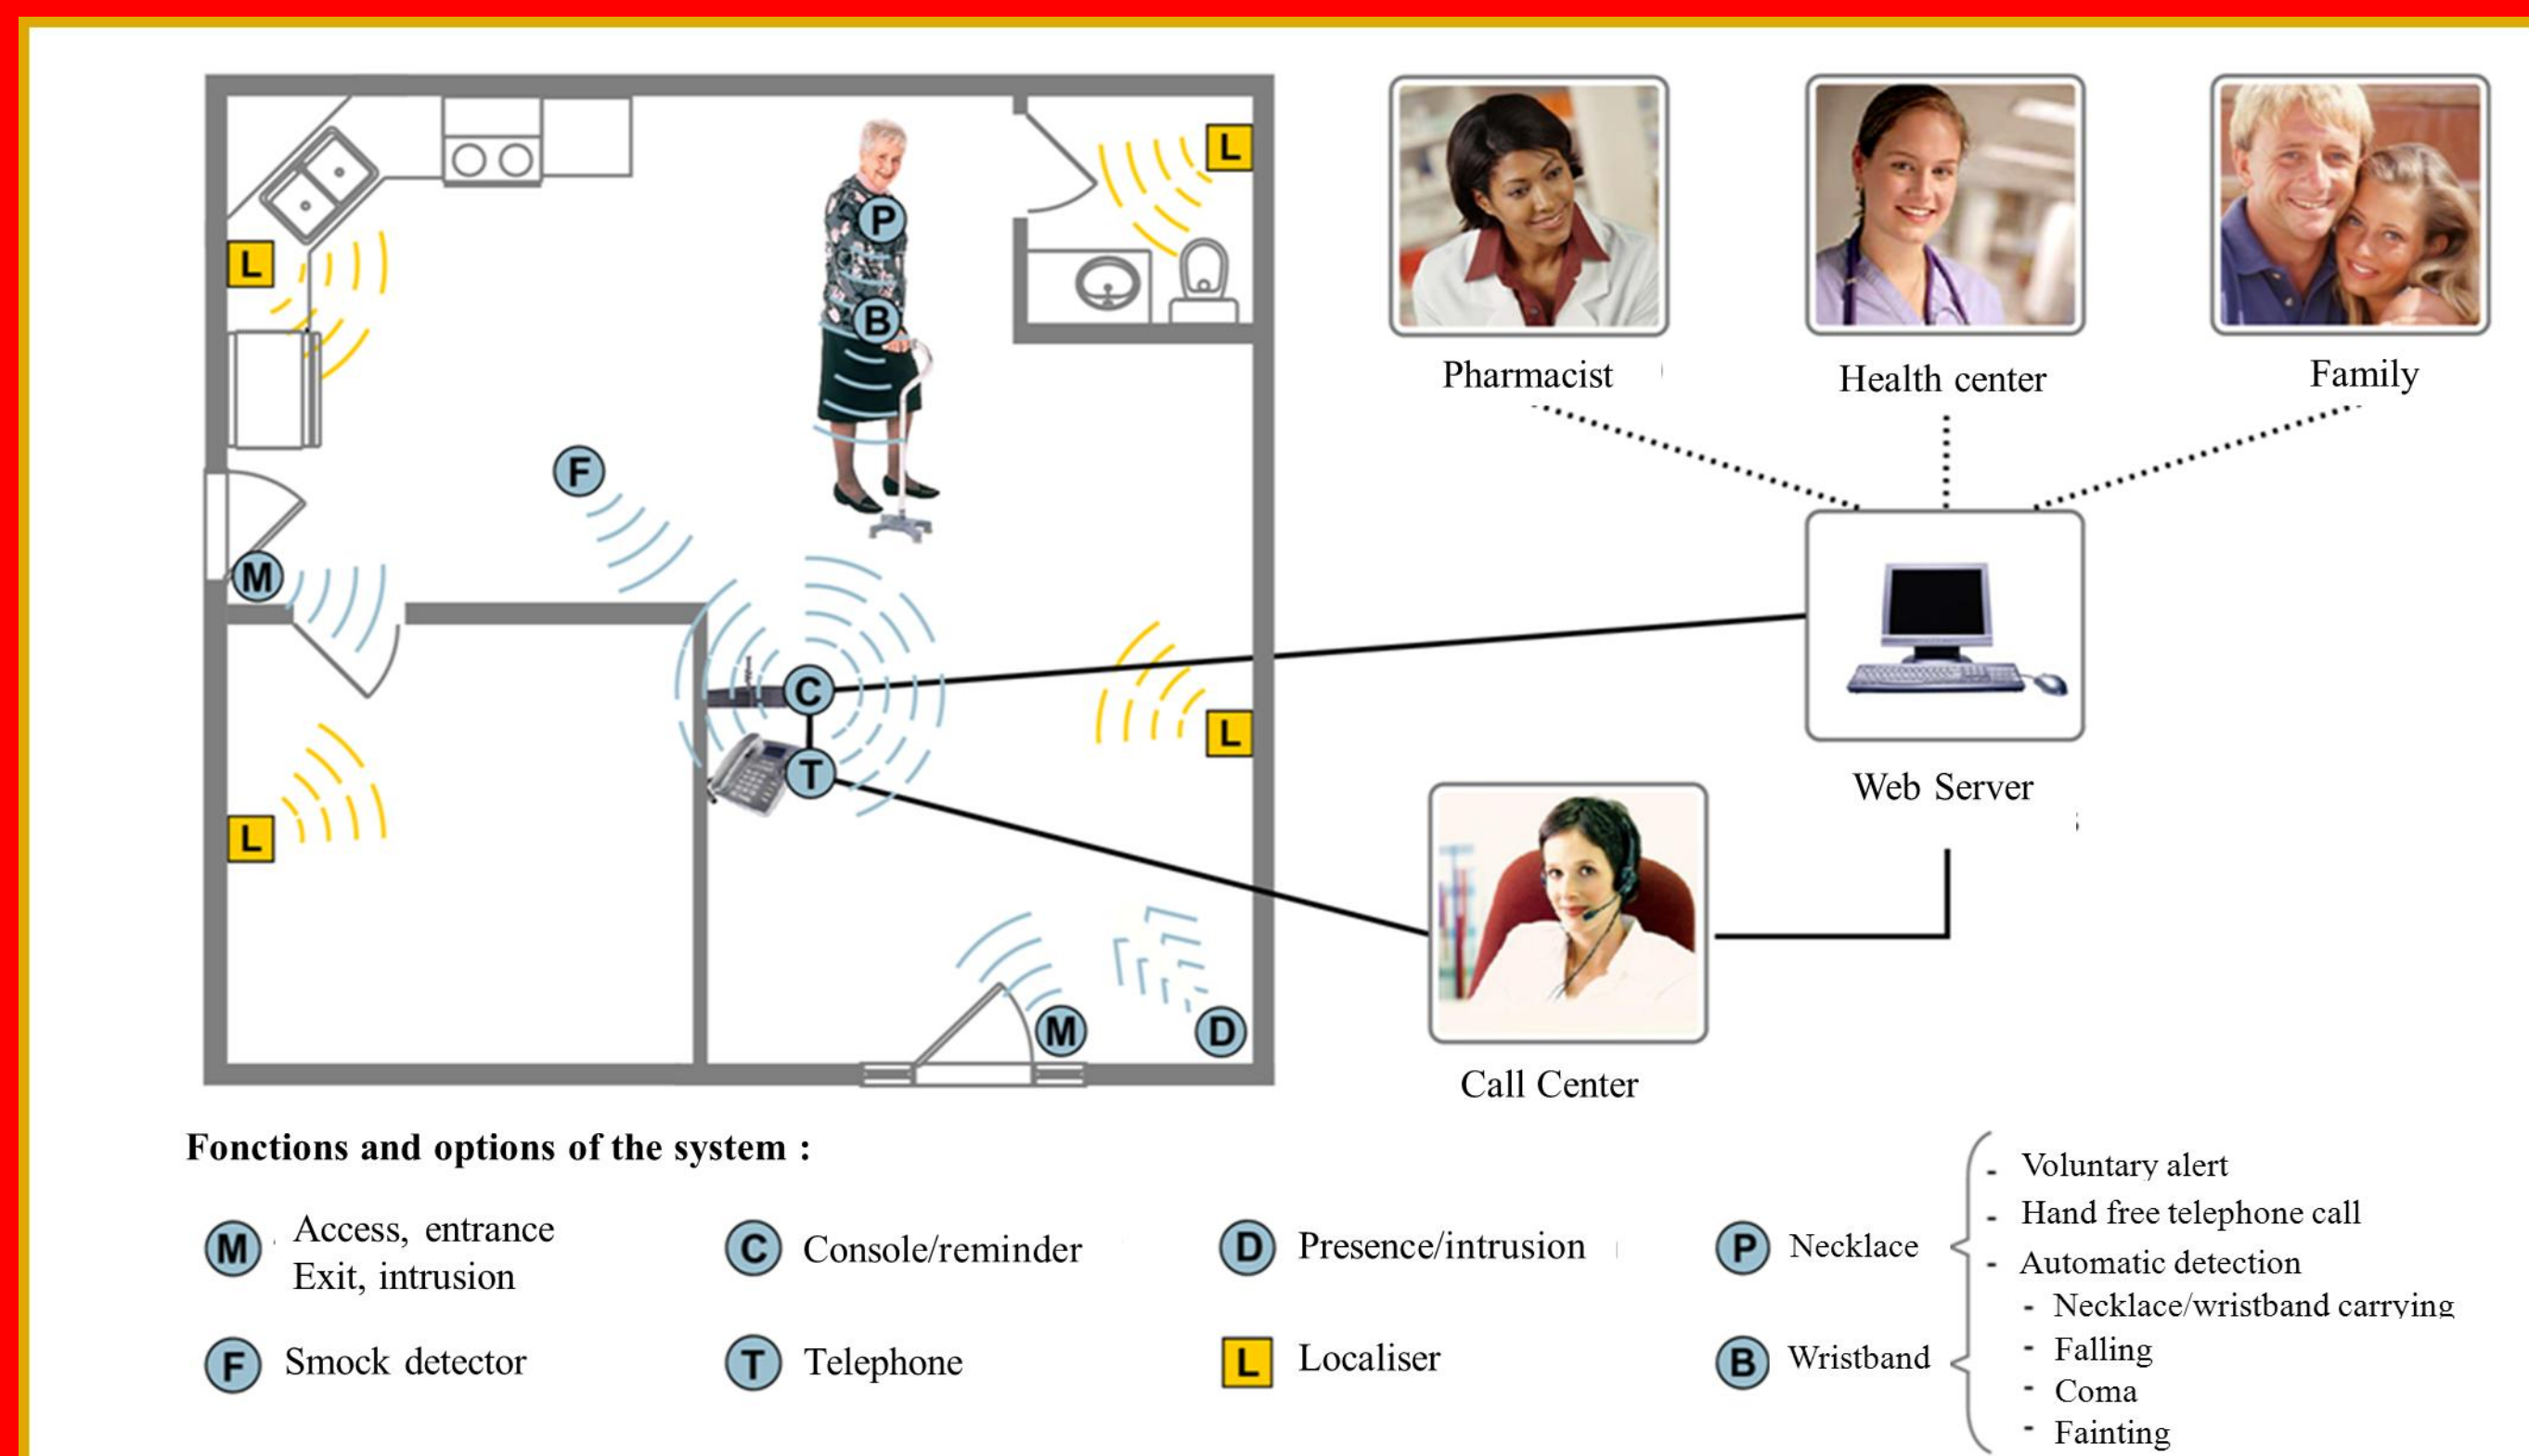 L
P
L
B
Pharmacist
Health center
Family
F
M
C
L
T
Web Server
L
M
D
Call Center
Fonctions and options of the system :
M
Access, entrance
Exit, intrusion
C
Console/reminder
D
Presence/intrusion
P
Necklace
B
Wristband
F
Smock detector
T
Telephone
L
Localiser
- Voluntary alert
- Hand free telephone call
- Automatic detection
- Necklace/wristband carrying
- Falling
- Coma
- Fainting